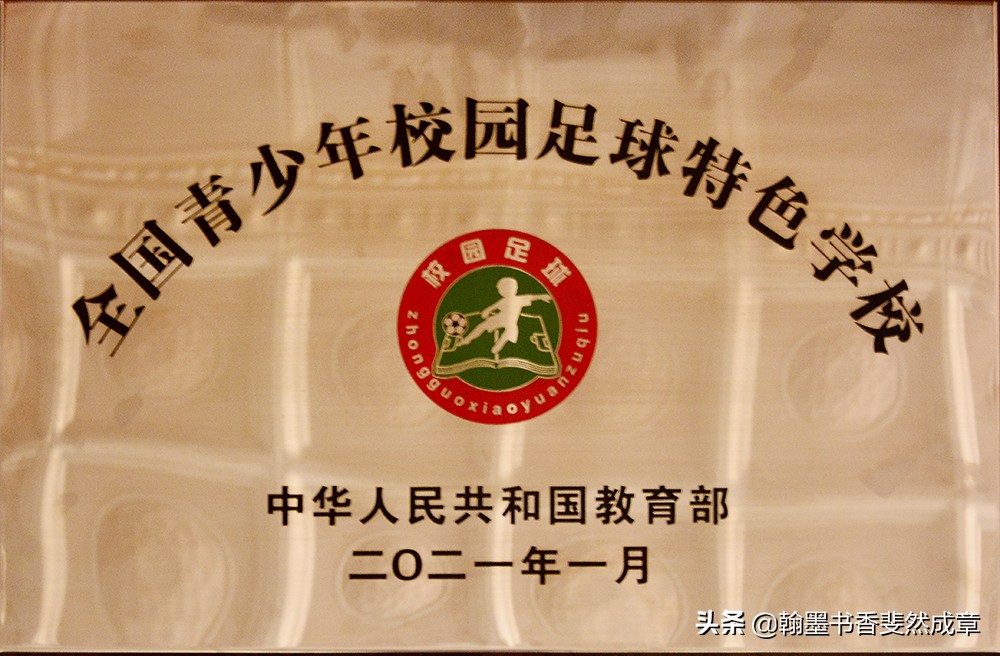 全国青少年校园足球特色学校
校园足球
zhongguoxiaoyuanzuqiu
中华人民共和国教育部
二〇二一年一月
头条 @翰墨书香斐然成章